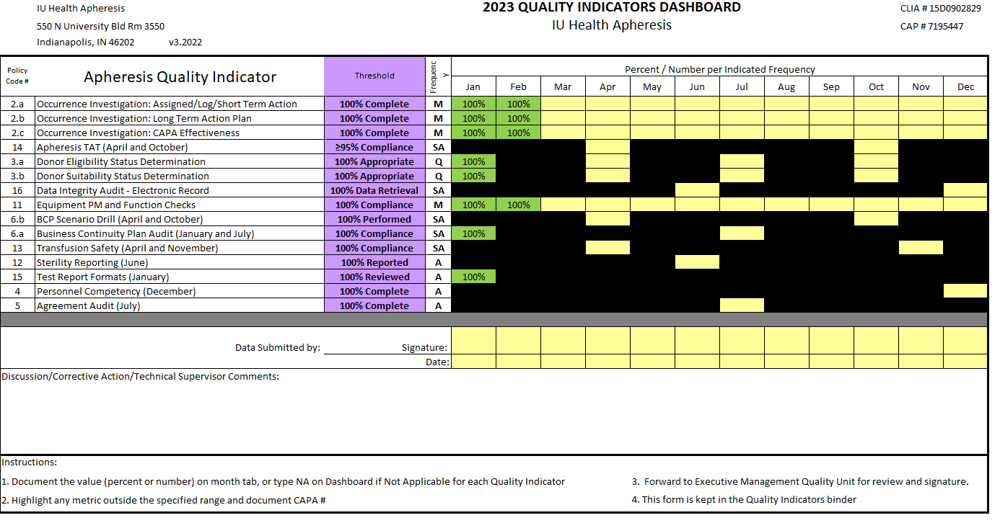 IU Health Apheresis
550 N University Bld Rm 3550
Indianapolis, IN 46202 v3.2022
2023 QUALITY INDICATORS DASHBOARD
IU Health Apheresis
CLIA # 15D0902829
CAP # 7195447
Policy Code # Apheresis Quality Indicator Threshold Frequency Percent / Number per Indicated Frequency
Jan Feb Mar Apr May Jun Jul Aug Sep Oct Nov Dec
2.a Occurrence Investigation: Assigned/Log/Short Term Action 100% Complete M 100% 100%
2.b Occurrence Investigation: Long Term Action Plan 100% Complete M 100% 100%
2.c Occurrence Investigation: CAPA Effectiveness 100% Complete M 100% 100%
14 Apheresis TAT (April and October) ≥95% Compliance SA
3.a Donor Eligibility Status Determination 100% Appropriate Q 100%
3.b Donor Suitability Status Determination 100% Appropriate Q 100%
16 Data Integrity Audit - Electronic Record 100% Data Retrieval SA
11 Equipment PM and Function Checks 100% Compliance M 100% 100%
6.b BCP Scenario Drill (April and October) 100% Performed SA
6.a Business Continuity Plan Audit (January and July) 100% Compliance SA 100%
13 Transfusion Safety (April and November) 100% Compliance SA
12 Sterility Reporting (June) 100% Reported A
15 Test Report Formats (January) 100% Reviewed A 100%
4 Personnel Competency (December) 100% Complete A
5 Agreement Audit (July) 100% Complete A
Data Submitted by: Signature:
Date:
Discussion/Corrective Action/Technical Supervisor Comments:
Instructions:
1. Document the value (percent or number) on month tab, or type NA on Dashboard if Not Applicable for each Quality Indicator
2. Highlight any metric outside the specified range and document CAPA #
3. Forward to Executive Management Quality Unit for review and signature.
4. This form is kept in the Quality Indicators binder